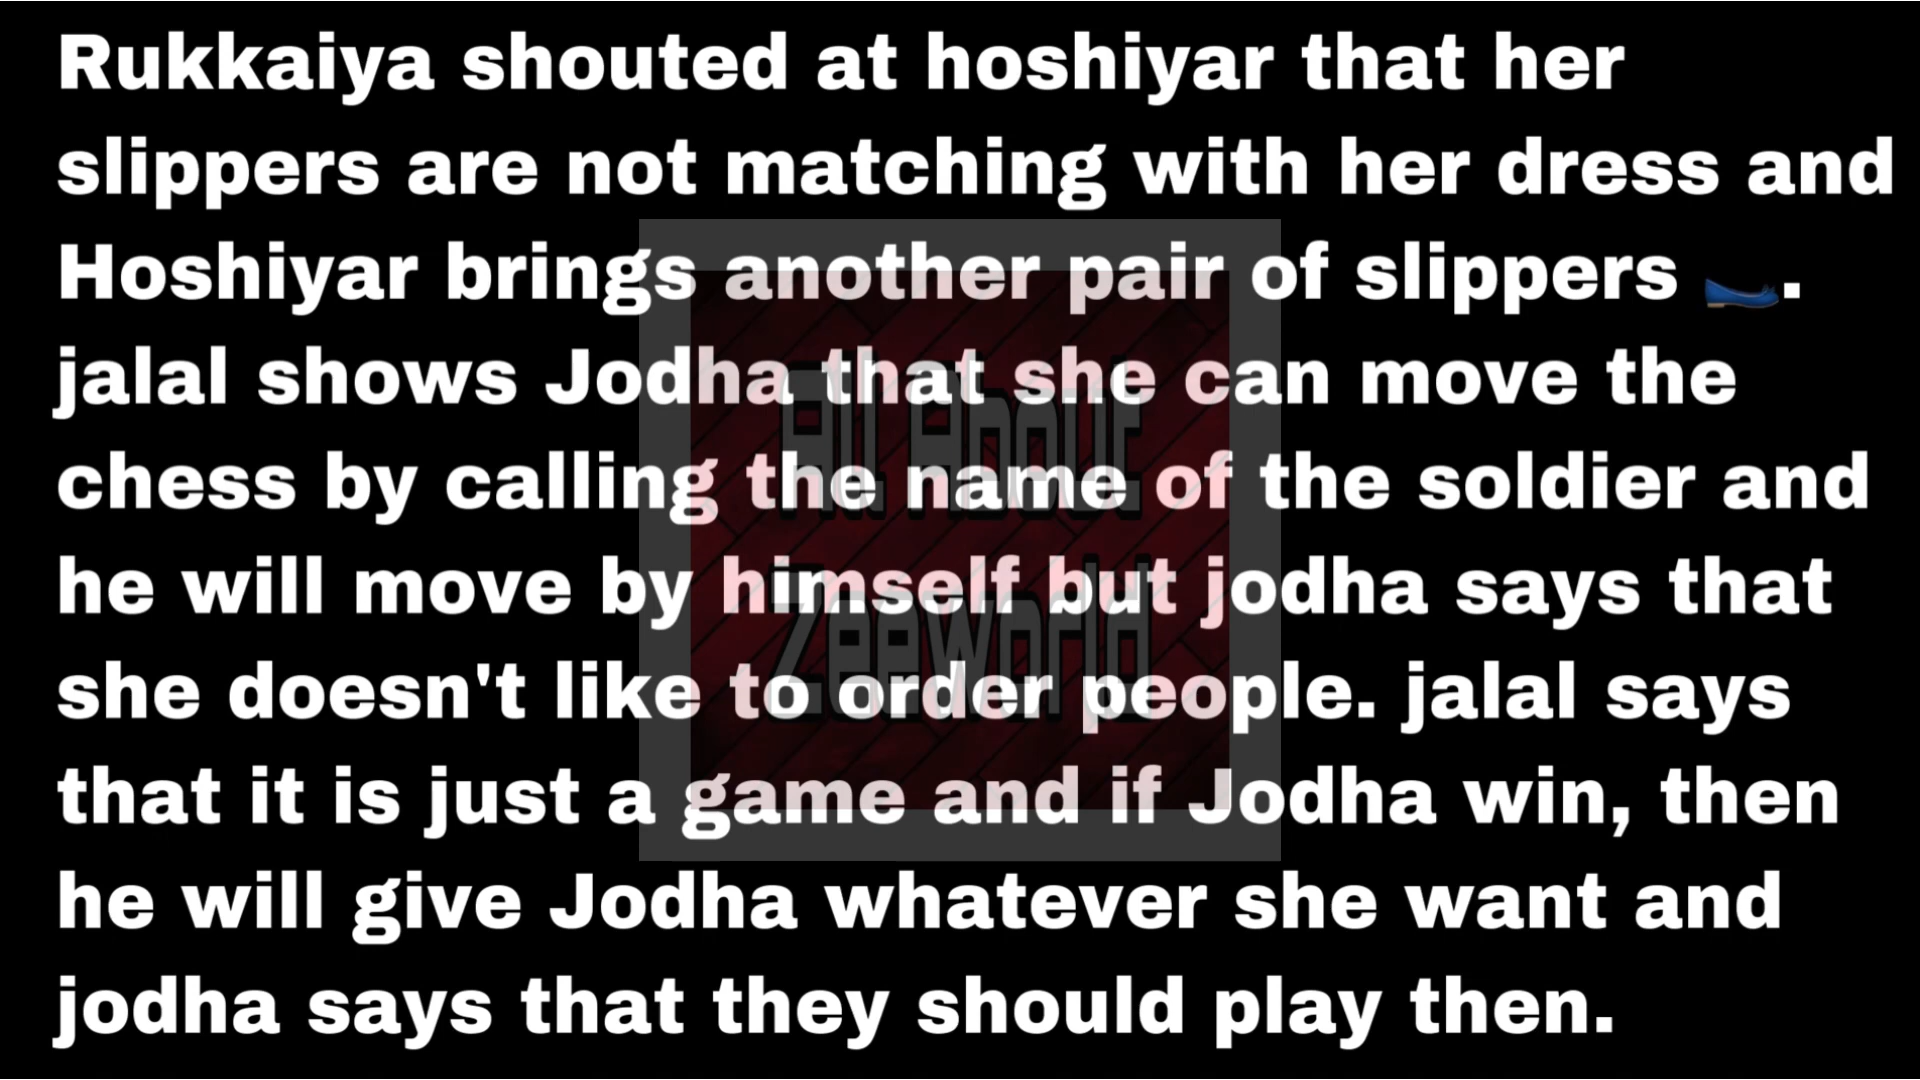 Rukkaiya shouted at hoshiyar that her
slippers are not matching with her dress and
Hoshiyar brings another pair of slippers 🥿.
jalal shows Jodha that she can move the
chess by calling the name of the soldier and
he will move by himself but jodha says that
she doesn't like to order people. jalal says
that it is just a game and if Jodha win, then
he will give Jodha whatever she want and
jodha says that they should play then.
All About
Zeeworld